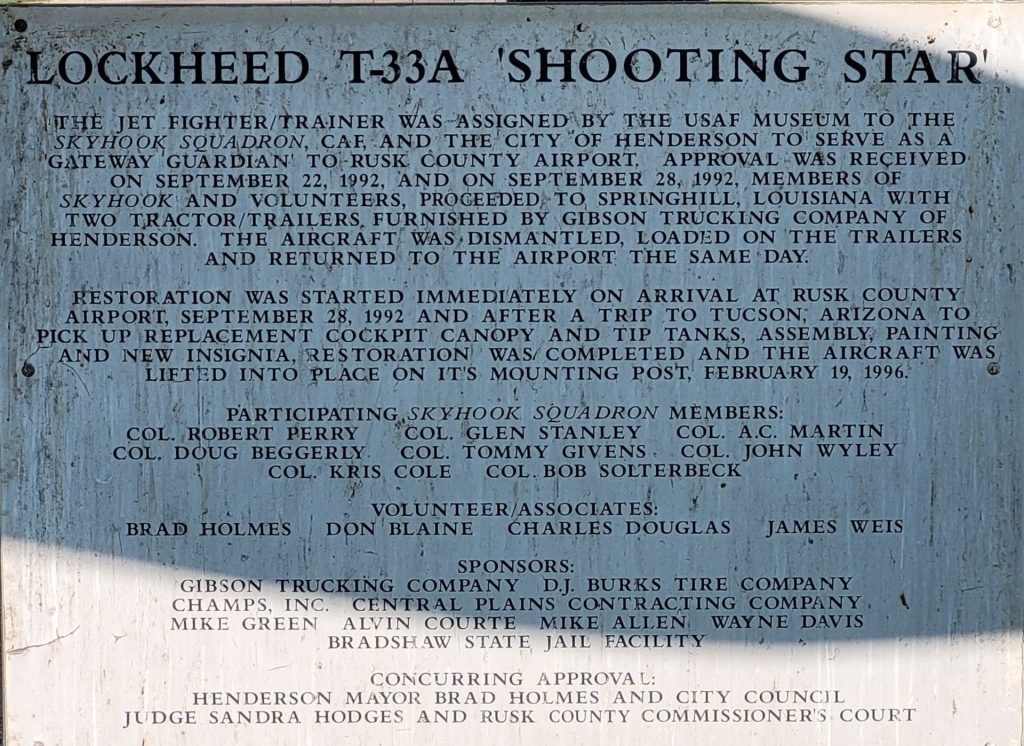 LOCKHEED T-33A 'SHOOTING STAR'
THE JET FIGHTER/TRAINER WAS ASSIGNED BY THE USAF MUSEUM TO THE
SKYHOOK SQUADRON, CAF, AND THE CITY OF HENDERSON TO SERVE AS A
'GATEWAY GUARDIAN' TO RUSK COUNTY AIRPORT. APPROVAL WAS RECEIVED
ON SEPTEMBER 22, 1992, AND ON SEPTEMBER 28, 1992, MEMBERS OF
SKYHOOK AND VOLUNTEERS, PROCEEDED TO SPRINGHILL, LOUISIANA WITH
TWO TRACTOR/TRAILERS FURNISHED BY GIBSON TRUCKING COMPANY OF
HENDERSON. THE AIRCRAFT WAS DISMANTLED, LOADED ON THE TRAILERS
AND RETURNED TO THE AIRPORT THE SAME DAY.
RESTORATION WAS STARTED IMMEDIATELY ON ARRIVAL AT RUSK COUNTY
AIRPORT, SEPTEMBER 28, 1992 AND AFTER A TRIP TO TUCSON, ARIZONA TO
PICK UP REPLACEMENT COCKPIT CANOPY AND TIP TANKS, ASSEMBLY, PAINTING
AND NEW INSIGNIA, RESTORATION WAS COMPLETED AND THE AIRCRAFT WAS
LIFTED INTO PLACE ON IT'S MOUNTING POST, FEBRUARY 19, 1996.
PARTICIPATING SKYHOOK SQUADRON MEMBERS:
COL. ROBERT PERRY COL. GLEN STANLEY COL. A.C. MARTIN
COL. DOUG BEGGERLY COL. TOMMY GIVENS COL. JOHN WYLEY
COL. KRIS COLE COL. BOB SOLTERBECK
VOLUNTEER/ASSOCIATES:
BRAD HOLMES DON BLAINE CHARLES DOUGLAS JAMES WEIS
SPONSORS:
GIBSON TRUCKING COMPANY D.J. BURKS TIRE COMPANY
CHAMPS, INC. CENTRAL PLAINS CONTRACTING COMPANY
MIKE GREEN ALVIN COURTE MIKE ALLEN WAYNE DAVIS
BRADSHAW STATE JAIL FACILITY
CONCURRING APPROVAL:
HENDERSON MAYOR BRAD HOLMES AND CITY COUNCIL
JUDGE SANDRA HODGES AND RUSK COUNTY COMMISSIONER'S COURT